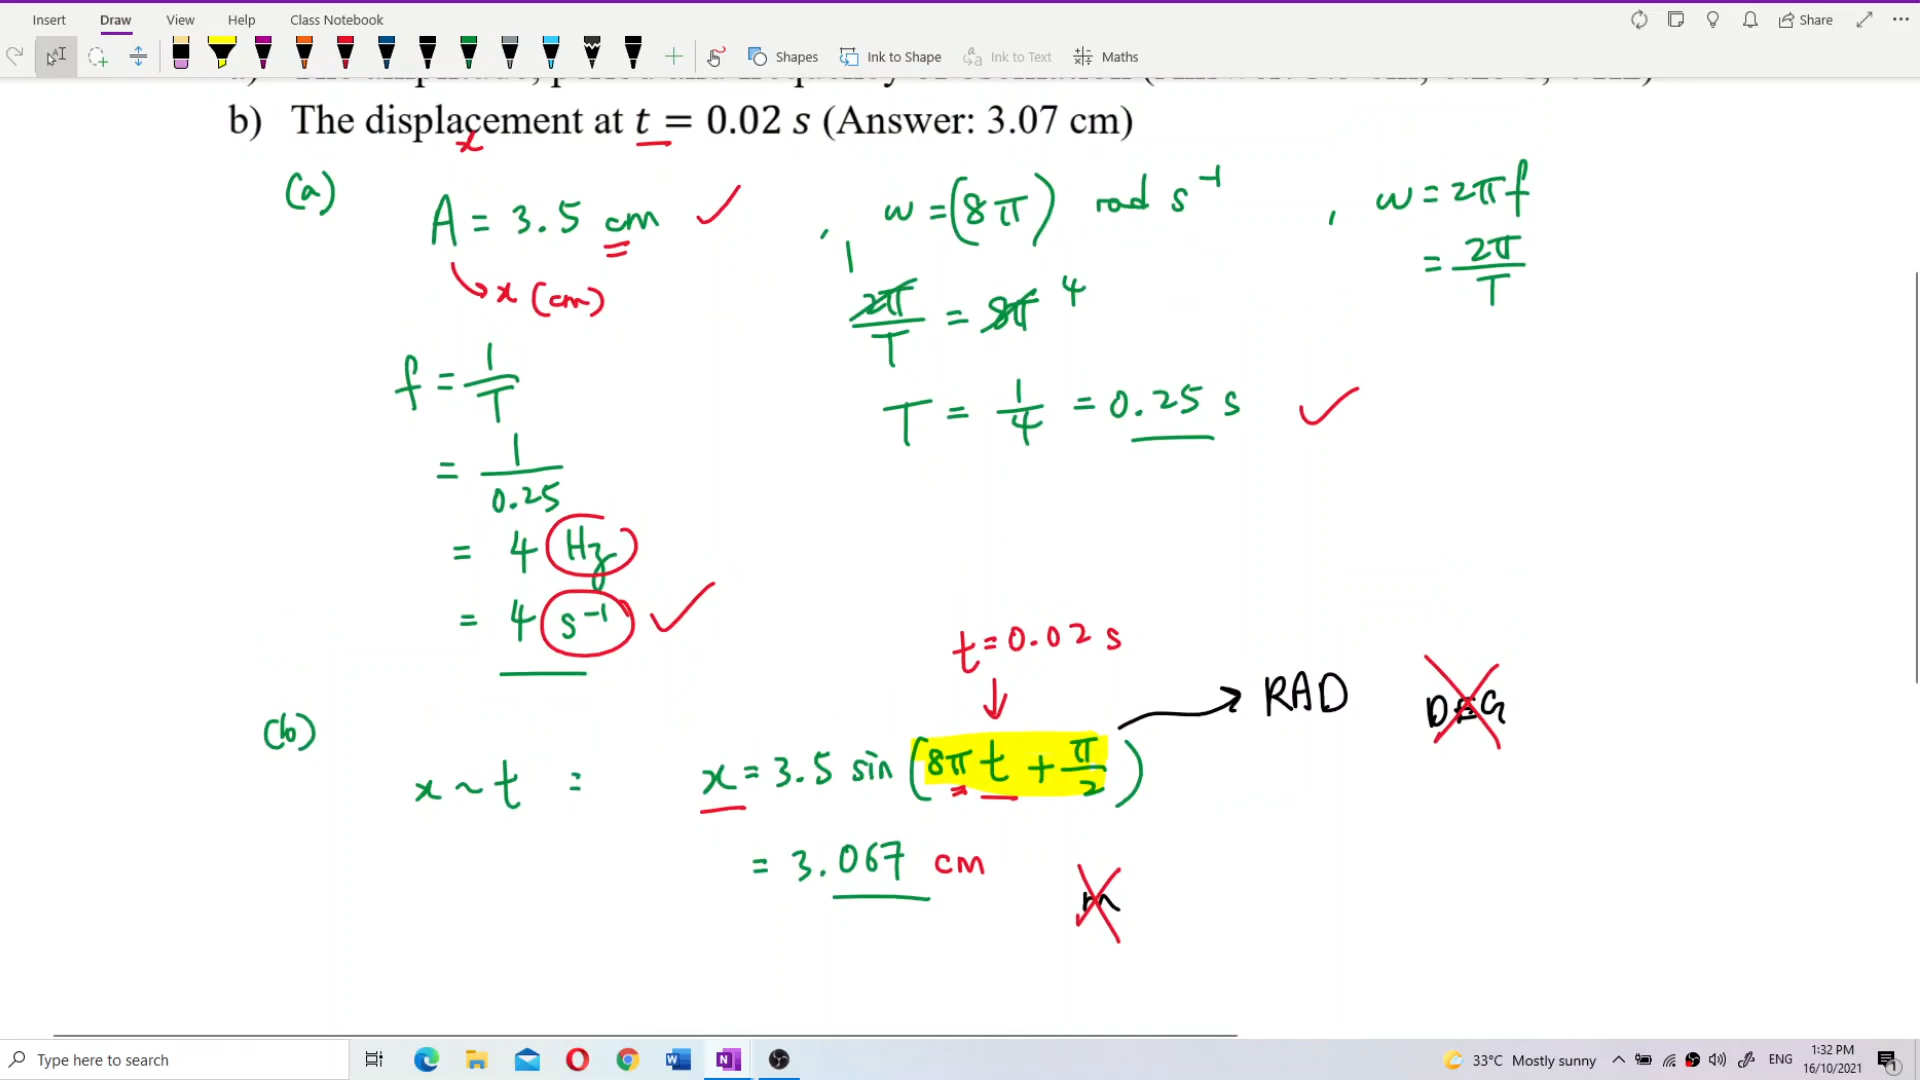 Insert Draw View Help Class Notebook Share
Shapes Ink to Shape Ink to Text Maths
b) The displacement at t = 0.02 s (Answer: 3.07 cm)
x
(a) A = 3.5 cm , ω = (8π) rad s⁻¹ , ω = 2πf
= 2π/T
x (cm)
1
2π/T = 8π 4
f = 1/T
T = 1/4 = 0.25 s
= 1/0.25
= 4 Hz
= 4 s⁻¹
t = 0.02 s
RAD DEG
(b) x ~ t : x = 3.5 sin (8πt + π/2)
= 3.067 cm
m
Type here to search
33°C Mostly sunny ENG 1:32 PM
16/10/2021
1